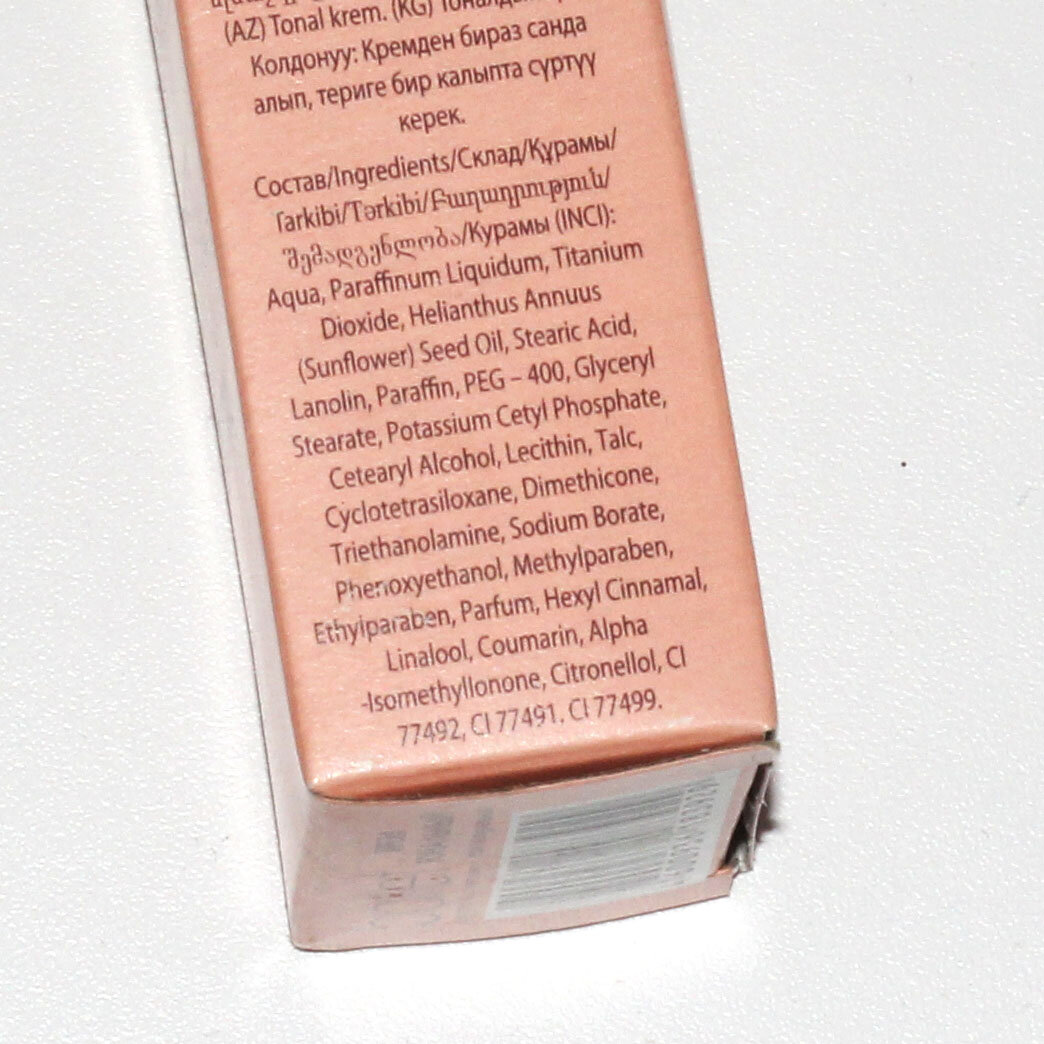 (AZ) Tonal krem. (KG)
Колдонуу: Кремден бираз санда
алып, териге бир калыпта сүртүү
керек.
Состав/Ingredients/Склад/Құрамы/
Tarkibi/Tərkibi/Բաղադրություն/
შემადგენლობა/Курамы (INCI):
Aqua, Paraffinum Liquidum, Titanium
Dioxide, Helianthus Annuus
(Sunflower) Seed Oil, Stearic Acid,
Lanolin, Paraffin, PEG – 400, Glyceryl
Stearate, Potassium Cetyl Phosphate,
Cetearyl Alcohol, Lecithin, Talc,
Cyclotetrasiloxane, Dimethicone,
Triethanolamine, Sodium Borate,
Phenoxyethanol, Methylparaben,
Ethylparaben, Parfum, Hexyl Cinnamal,
Linalool, Coumarin, Alpha
-Isomethyllonone, Citronellol, CI
77492, CI 77491. CI 77499.